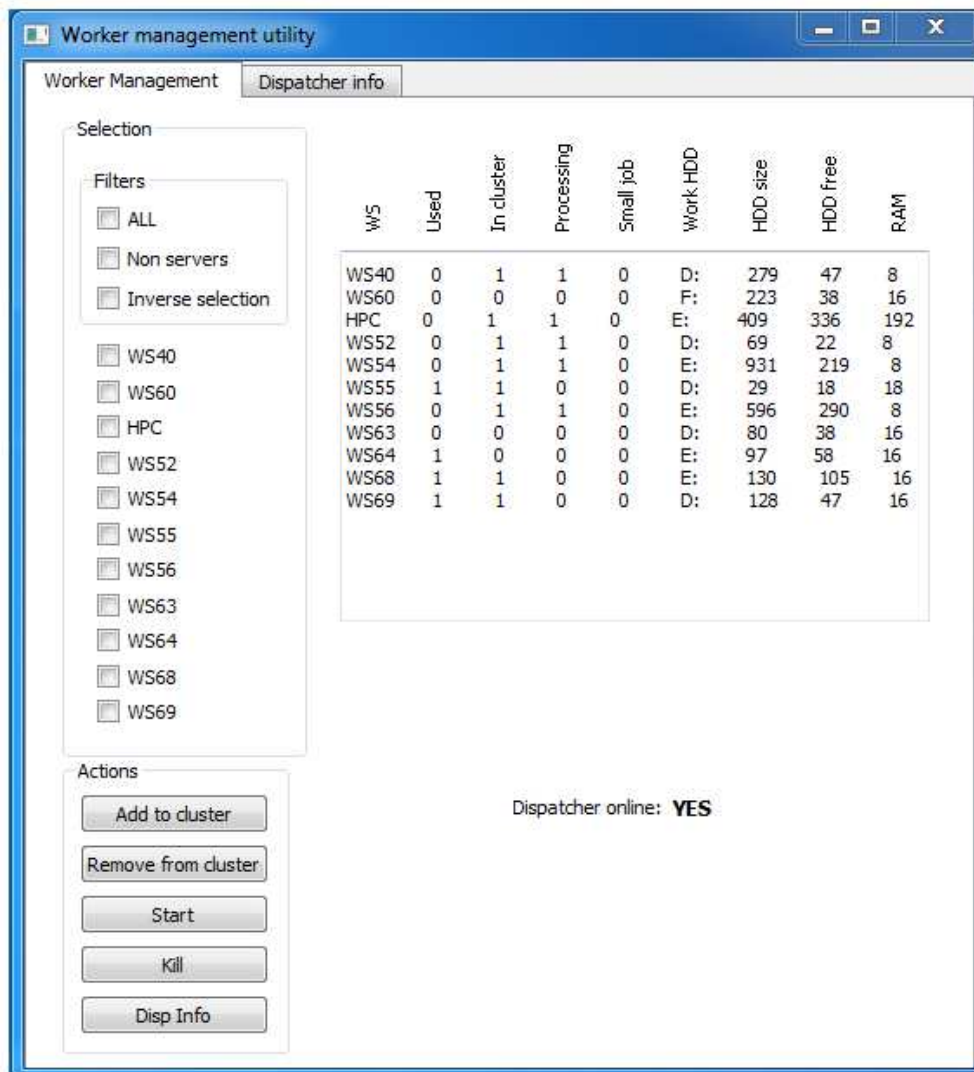 Worker management utility
Worker Management Dispatcher info
Selection
Filters
ALL
Non servers
Inverse selection
WS40
WS60
HPC
WS52
WS54
WS55
WS56
WS63
WS64
WS68
WS69
WS Used In cluster Processing Small job Work HDD HDD size HDD free RAM
WS40 0 1 1 0 D: 279 47 8
WS60 0 0 0 0 F: 223 38 16
HPC 0 1 1 0 E: 409 336 192
WS52 0 1 1 0 D: 69 22 8
WS54 0 1 1 0 E: 931 219 8
WS55 1 1 0 0 D: 29 18 18
WS56 0 1 1 0 E: 596 290 8
WS63 0 0 0 0 D: 80 38 16
WS64 1 0 0 0 E: 97 58 16
WS68 1 1 0 0 E: 130 105 16
WS69 1 1 0 0 D: 128 47 16
Actions
Add to cluster
Remove from cluster
Start
Kill
Disp Info
Dispatcher online: YES